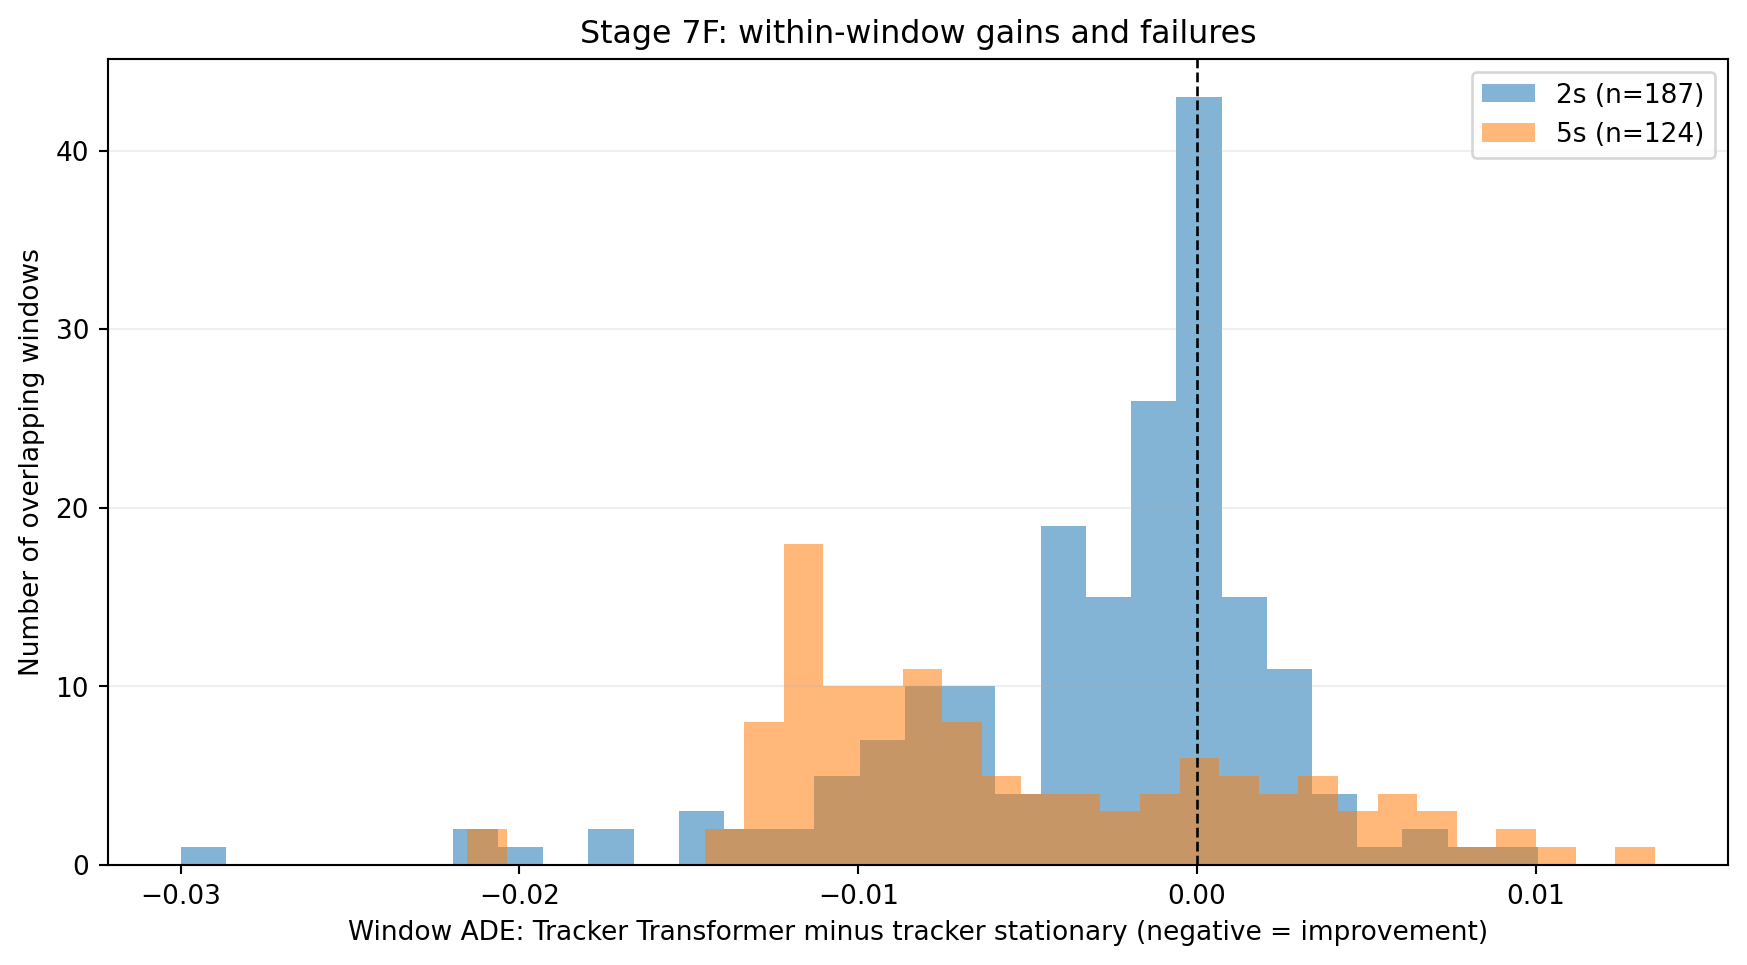 Stage 7F: within-window gains and failures
2s (n=187)
5s (n=124)
Number of overlapping windows
40
30
20
10
0
−0.03
−0.02
−0.01
0.00
0.01
Window ADE: Tracker Transformer minus tracker stationary (negative = improvement)